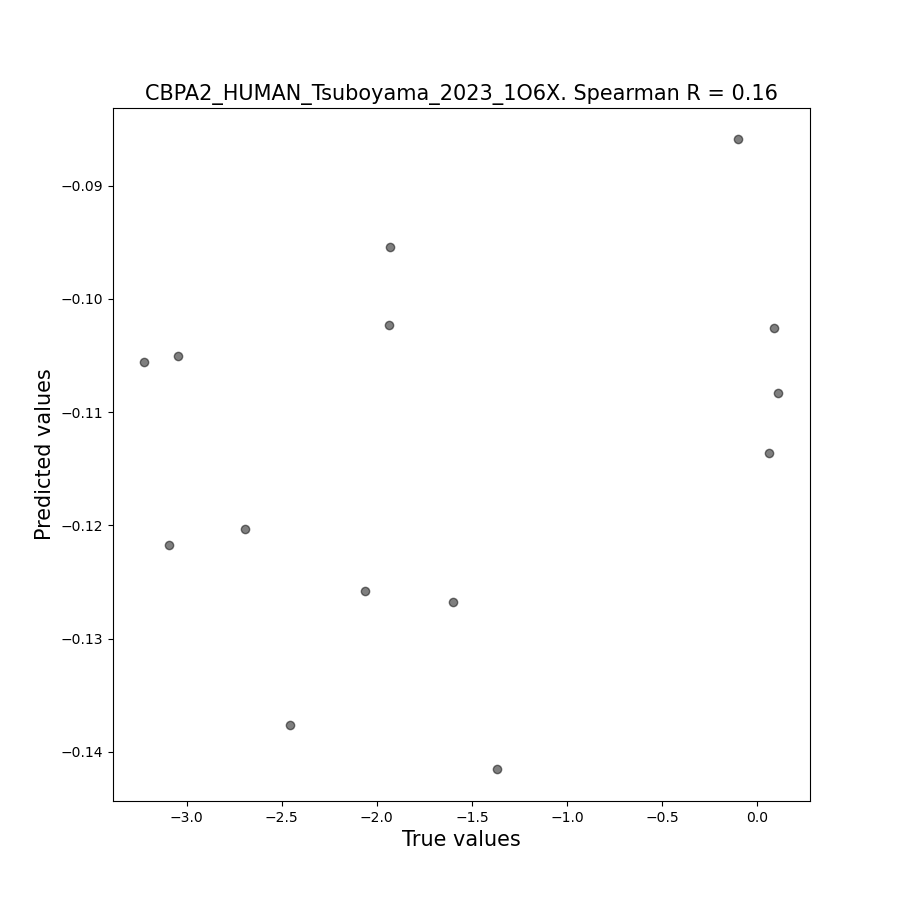 CBPA2_HUMAN_Tsuboyama_2023_1O6X. Spearman R = 0.16
Predicted values
−0.09
−0.10
−0.11
−0.12
−0.13
−0.14
−3.0 −2.5 −2.0 −1.5 −1.0 −0.5 0.0
True values